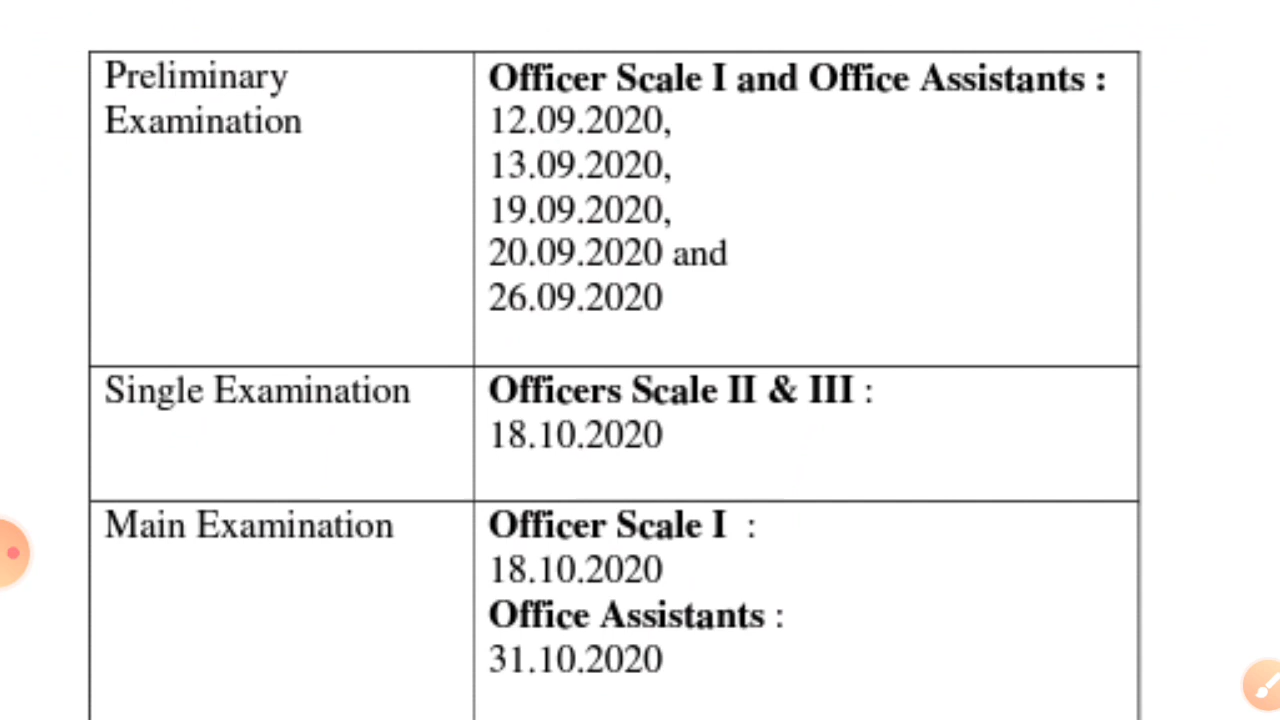 Preliminary
Examination
Officer Scale I and Office Assistants :
12.09.2020,
13.09.2020,
19.09.2020,
20.09.2020 and
26.09.2020
Single Examination
Officers Scale II & III :
18.10.2020
Main Examination
Officer Scale I :
18.10.2020
Office Assistants :
31.10.2020